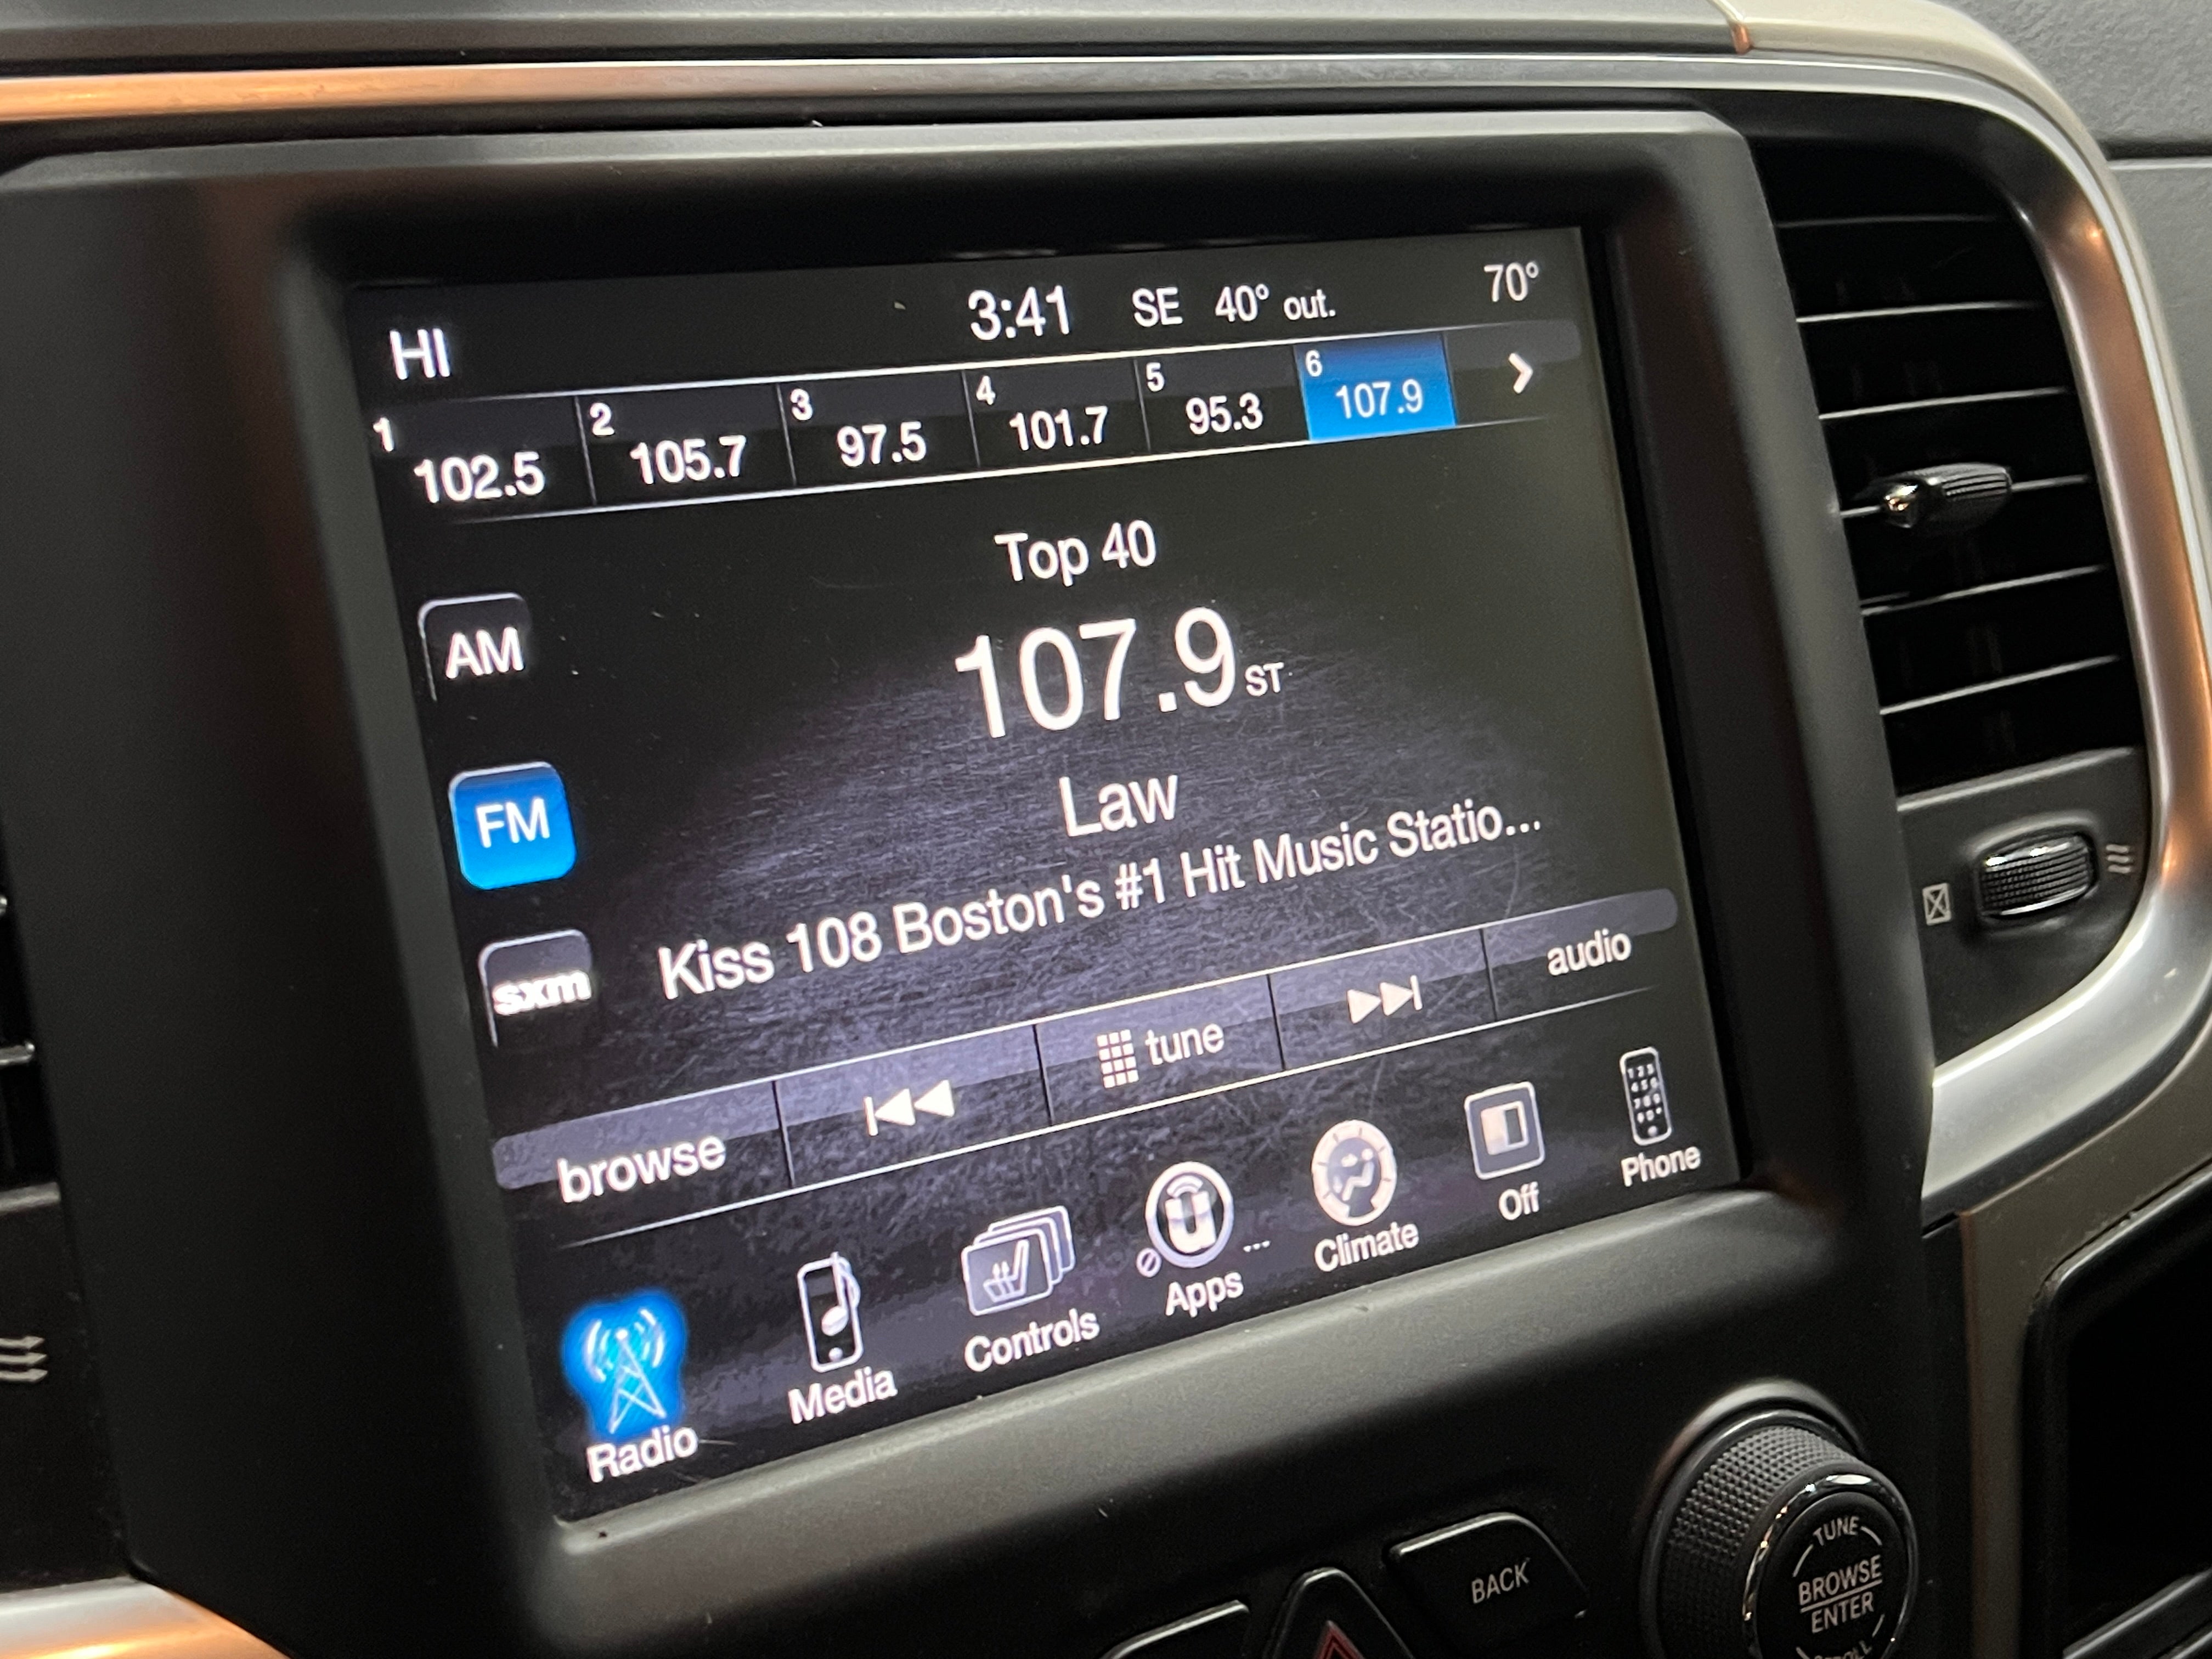 HI 3:41 SE 40° out. 70°
1 102.5 2 105.7 3 97.5 4 101.7 5 95.3 6 107.9
Top 40
AM
107.9 ST
Law
FM
Kiss 108 Boston's #1 Hit Music Statio...
sxm
browse tune audio
Radio Media Controls Apps ... Climate Off Phone
BACK
TUNE
BROWSE
ENTER